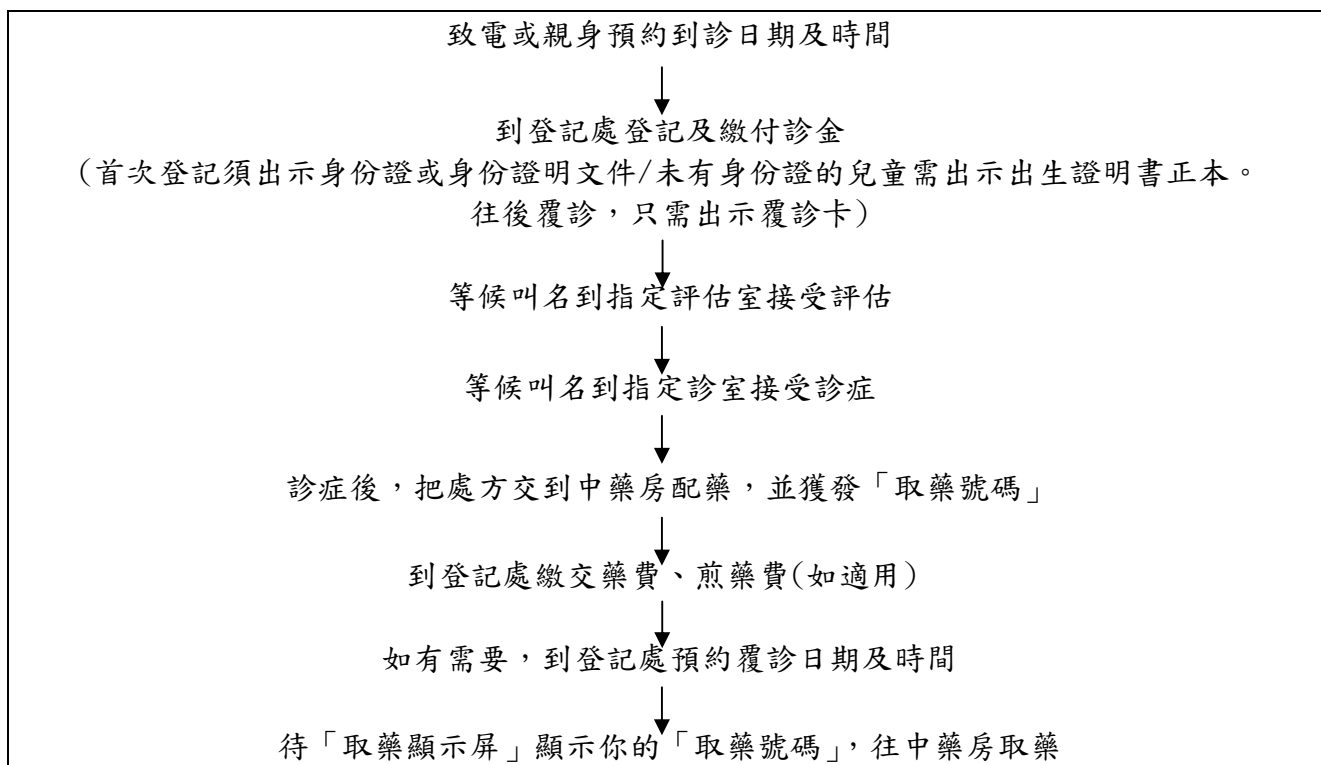 致電或親身預約到診日期及時間
到登記處登記及繳付診金
(首次登記須出示身份證或身份證明文件/未有身份證的兒童需出示出生證明書正本。
往後覆診，只需出示覆診卡)
等候叫名到指定評估室接受評估
等候叫名到指定診室接受診症
診症後，把處方交到中藥房配藥，並獲發「取藥號碼」
到登記處繳交藥費、煎藥費(如適用)
如有需要，到登記處預約覆診日期及時間
待「取藥顯示屏」顯示你的「取藥號碼」，往中藥房取藥